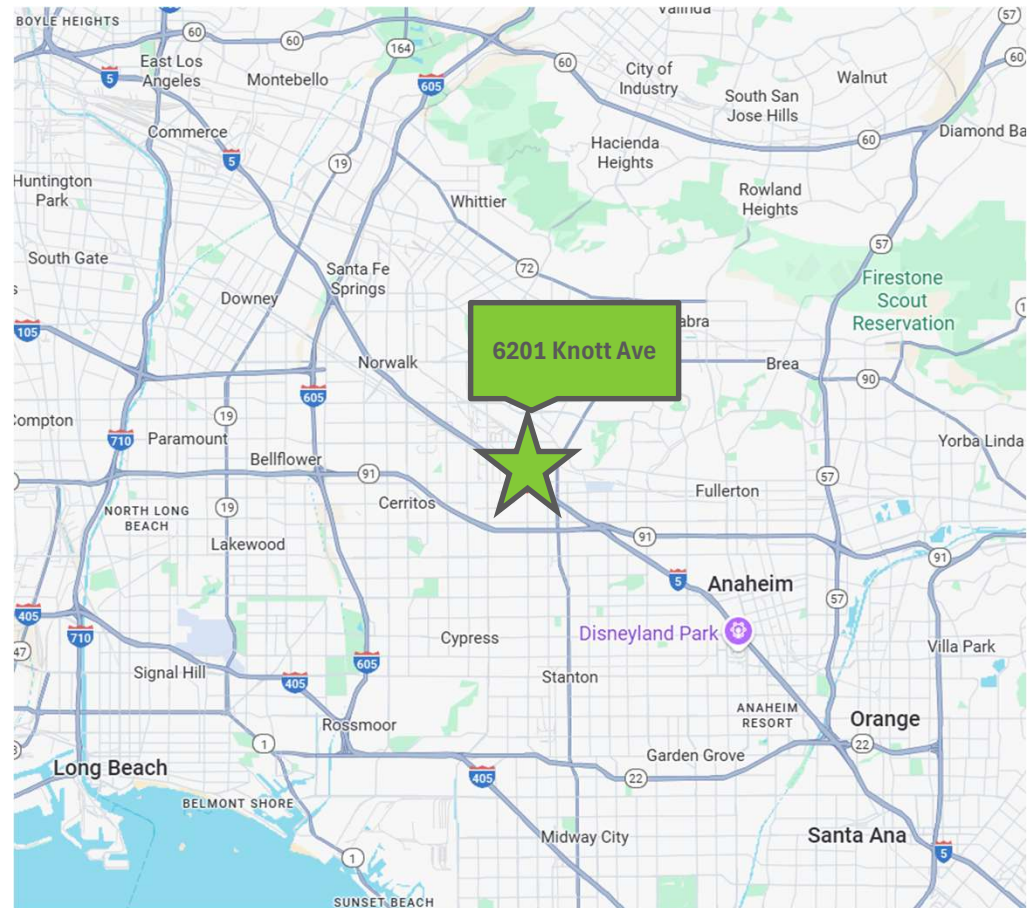 BOYLE HEIGHTS
Valinda
57
60
60
East Los
Angeles
164
60
City of
Industry
Walnut
60
5
Montebello
605
South San
Jose Hills
Commerce
5
19
Hacienda
Heights
60
Diamond Ba
Huntington
Park
Whittier
Rowland
Heights
57
South Gate
Santa Fe
Springs
72
Firestone
Scout
Reservation
Downey
105
abra
6201 Knott Ave
Norwalk
Brea
90
605
Compton
19
710
Paramount
Yorba Linda
Bellflower
91
57
Fullerton
Cerritos
19
NORTH LONG
BEACH
Lakewood
91
91
5
Anaheim
57
405
710
Disneyland Park
Cypress
47
605
Villa Park
Signal Hill
405
Stanton
ANAHEIM
RESORT
Orange
Rossmoor
1
22
Garden Grove
Long Beach
405
22
BELMONT SHORE
Midway City
Santa Ana
5
1
SUNSET BEACH